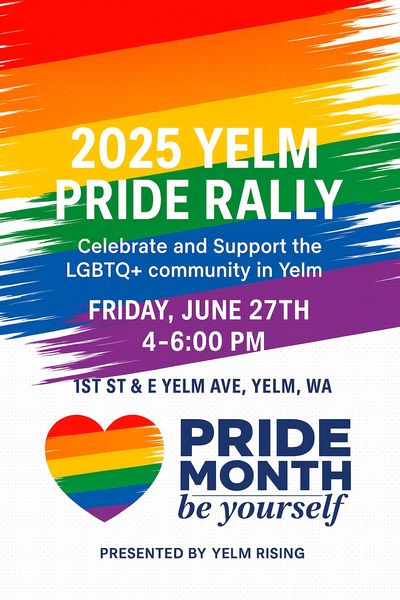 2025 YELM
PRIDE RALLY
Celebrate and Support the
LGBTQ+ community in Yelm
FRIDAY, JUNE 27TH
4-6:00 PM
1ST ST & E YELM AVE, YELM, WA
PRIDE
MONTH
be yourself
PRESENTED BY YELM RISING